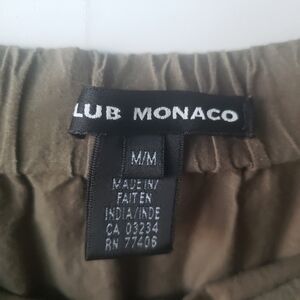 LUB MONACO
M/M
MADE IN/
FAIT EN
INDIA/INDE
CA 03234
RN 77406